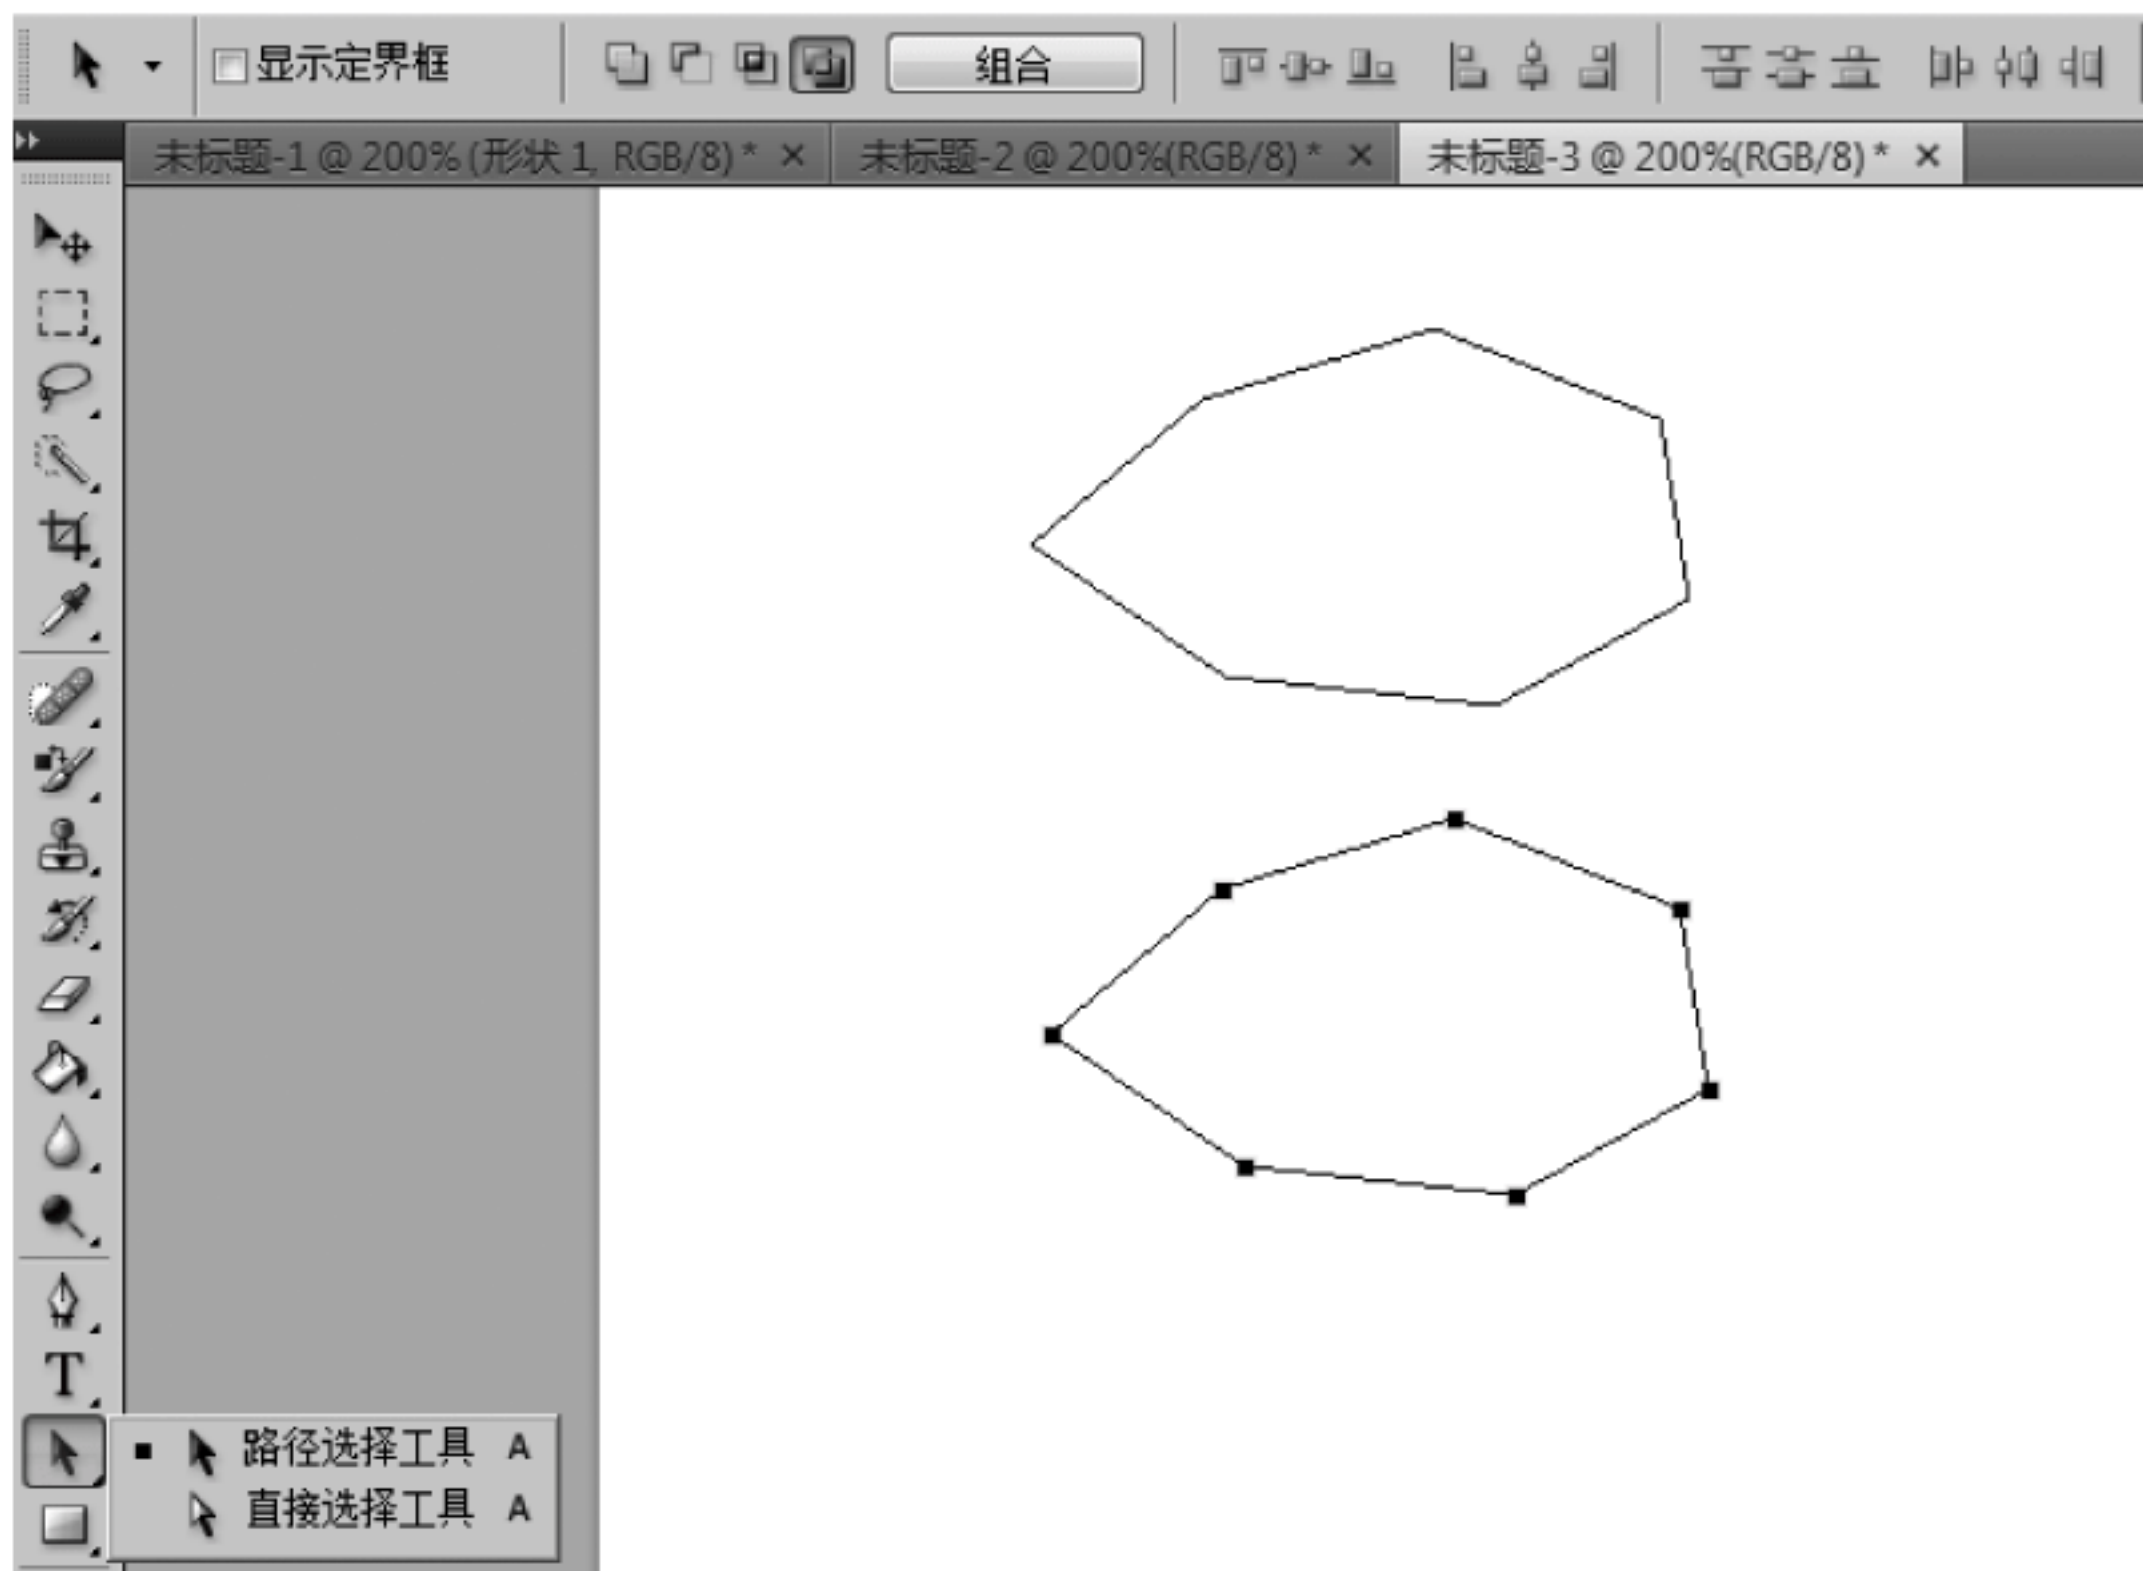 显示定界框 组合
未标题-1 @ 200% (形状 1, RGB/8) * × 未标题-2 @ 200%(RGB/8) * × 未标题-3 @ 200%(RGB/8) * ×
T
路径选择工具 A
直接选择工具 A